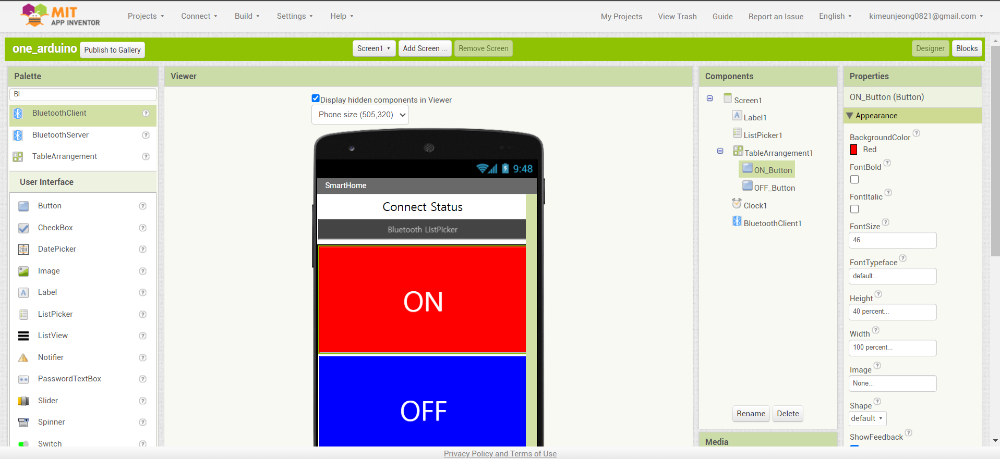 MIT
APP INVENTOR
Projects
Connect
Build
Settings
Help
My Projects
View Trash
Guide
Report an Issue
English
kimeunjeong0821@gmail.com
one_arduino
Publish to Gallery
Screen1
Add Screen ...
Remove Screen
Designer
Blocks
Palette
Bl
BluetoothClient
BluetoothServer
TableArrangement
User Interface
Button
CheckBox
DatePicker
Image
Label
ListPicker
ListView
Notifier
PasswordTextBox
Slider
Spinner
Switch
Viewer
Display hidden components in Viewer
Phone size (505,320)
9:48
SmartHome
Connect Status
Bluetooth ListPicker
ON
OFF
Components
Screen1
Label1
ListPicker1
TableArrangement1
ON_Button
OFF_Button
Clock1
BluetoothClient1
Rename
Delete
Media
Properties
ON_Button (Button)
Appearance
BackgroundColor
Red
FontBold
FontItalic
FontSize
46
FontTypeface
default...
Height
40 percent...
Width
100 percent...
Image
None...
Shape
default
ShowFeedback
Privacy Policy and Terms of Use